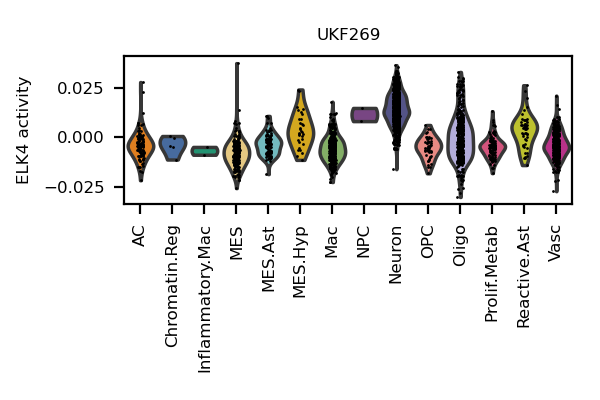 UKF269
ELK4 activity
0.025
0.000
−0.025
AC
Chromatin.Reg
Inflammatory.Mac
MES
MES.Ast
MES.Hyp
Mac
NPC
Neuron
OPC
Oligo
Prolif.Metab
Reactive.Ast
Vasc